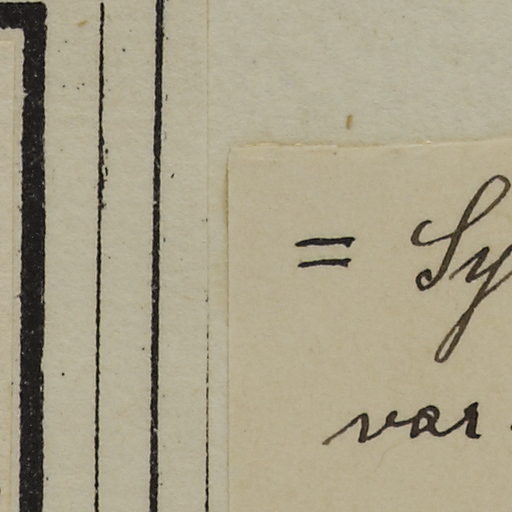 = Sy
var.